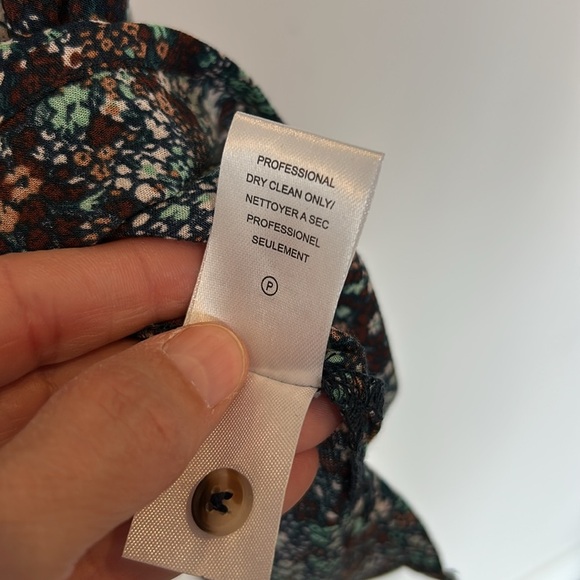 PROFESSIONAL
DRY CLEAN ONLY/
NETTOYER A SEC
PROFESSIONEL
SEULEMENT
P